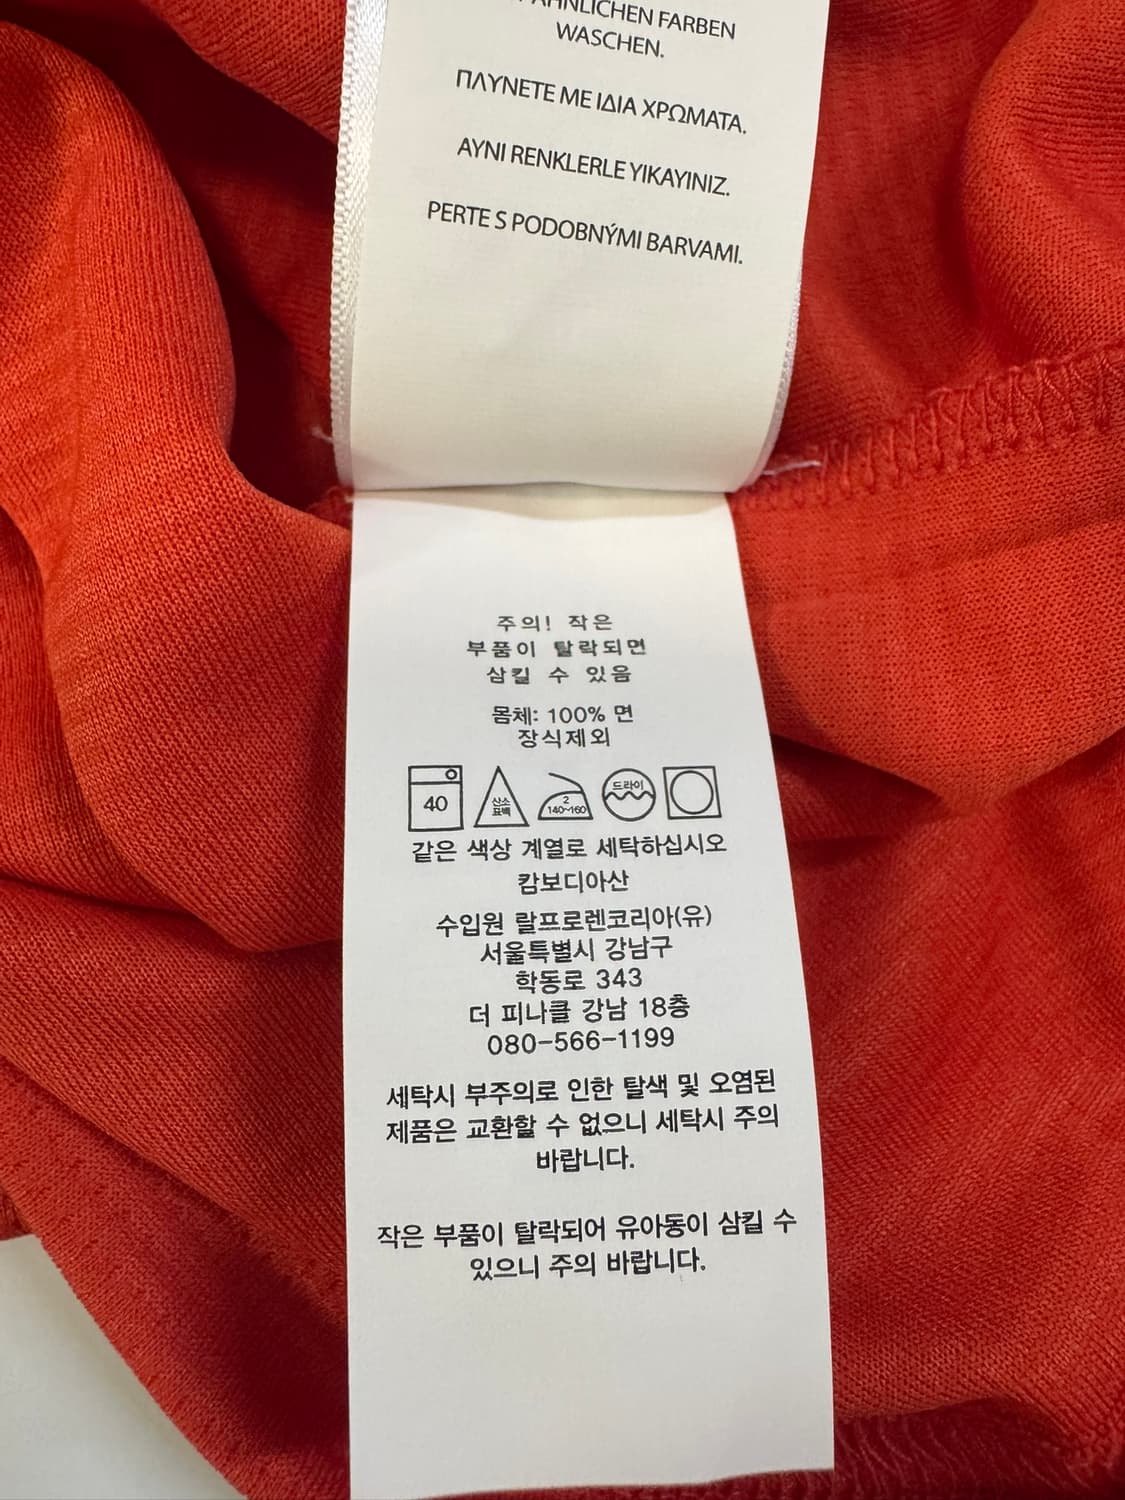 ÄHNLICHEN FARBEN
WASCHEN.
ΠΛΥΝΕΤΕ ΜΕ ΙΔΙΑ ΧΡΩΜΑΤΑ.
AYNI RENKLERLE YIKAYINIZ.
PERTE S PODOBNÝMI BARVAMI.
주의! 작은
부품이 탈락되면
삼킬 수 있음
몸체: 100% 면
장식제외
40 산소 표백 2 140~160 드라이
같은 색상 계열로 세탁하십시오
캄보디아산
수입원 랄프로렌코리아(유)
서울특별시 강남구
학동로 343
더 피나클 강남 18층
080-566-1199
세탁시 부주의로 인한 탈색 및 오염된
제품은 교환할 수 없으니 세탁시 주의
바랍니다.
작은 부품이 탈락되어 유아동이 삼킬 수
있으니 주의 바랍니다.